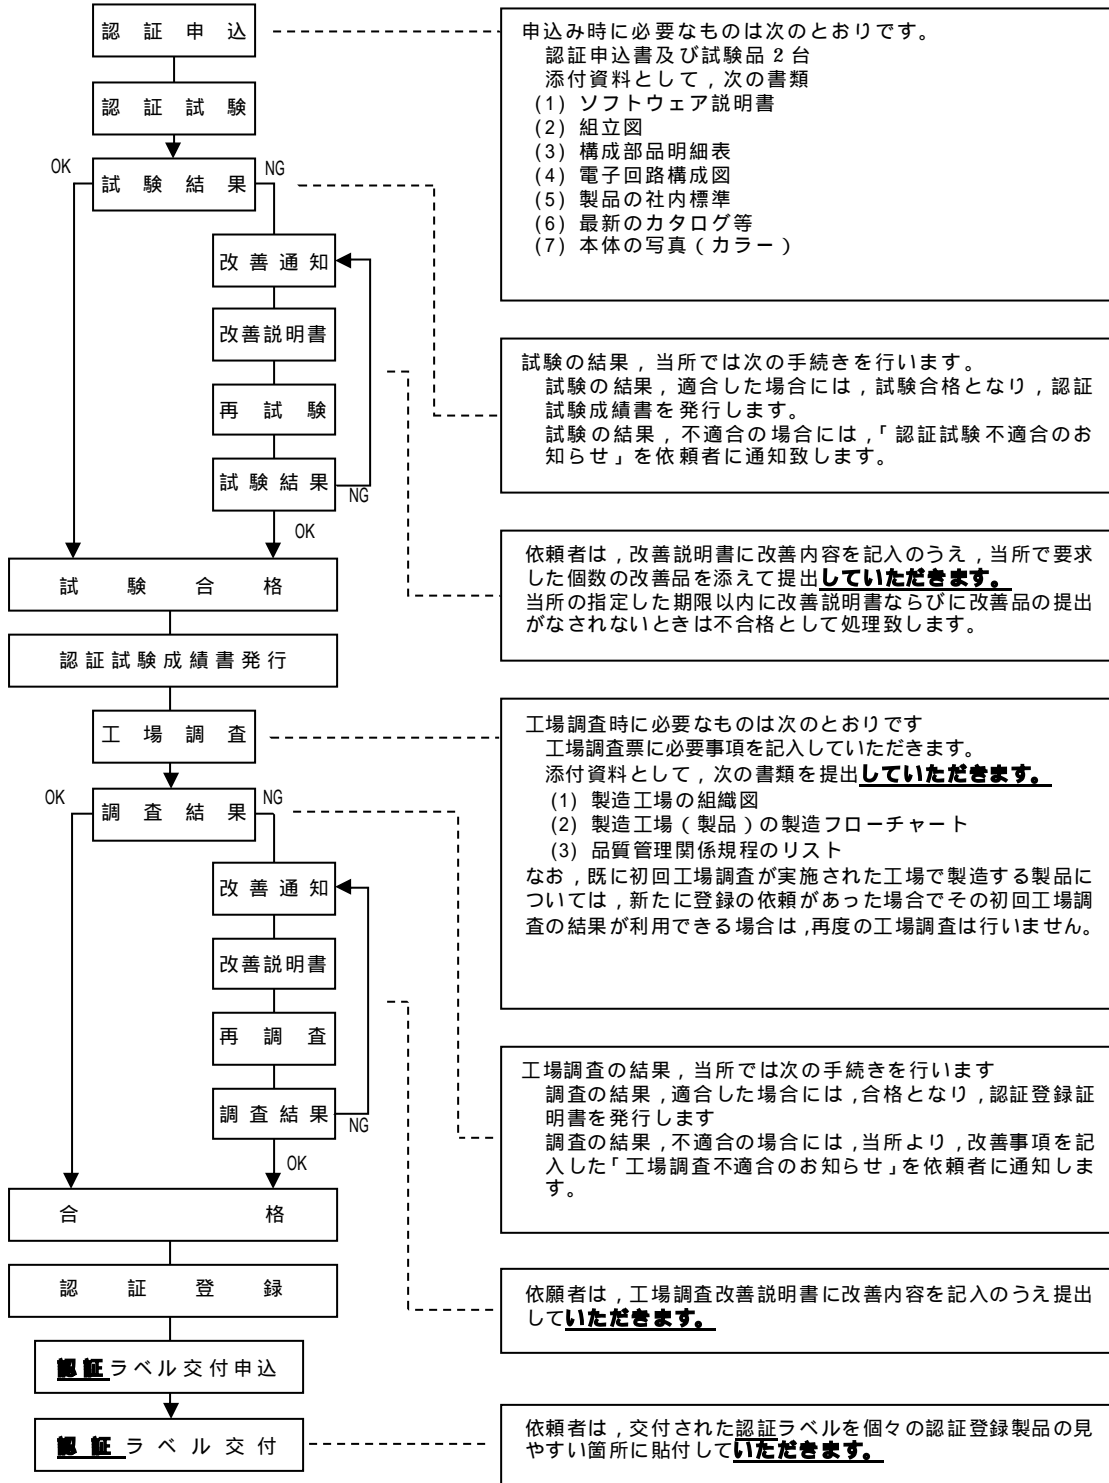 認証申込
認証試験
OK
試験結果
NG
改善通知
改善説明書
再試験
試験結果
NG
OK
試験合格
認証試験成績書発行
工場調査
OK
調査結果
NG
改善通知
改善説明書
再調査
調査結果
NG
OK
合格
認証登録
認証ラベル交付申込
認証ラベル交付
申込み時に必要なものは次のとおりです。
認証申込書及び試験品2台
添付資料として，次の書類
(1) ソフトウェア説明書
(2) 組立図
(3) 構成部品明細表
(4) 電子回路構成図
(5) 製品の社内標準
(6) 最新のカタログ等
(7) 本体の写真（カラー）
試験の結果，当所では次の手続きを行います。
試験の結果，適合した場合には，試験合格となり，認証
試験成績書を発行します。
試験の結果，不適合の場合には，「認証試験不適合のお
知らせ」を依頼者に通知致します。
依頼者は，改善説明書に改善内容を記入のうえ，当所で要求
した個数の改善品を添えて提出していただきます。
当所の指定した期限以内に改善説明書ならびに改善品の提出
がなされないときは不合格として処理致します。
工場調査時に必要なものは次のとおりです
工場調査票に必要事項を記入していただきます。
添付資料として，次の書類を提出していただきます。
(1) 製造工場の組織図
(2) 製造工場（製品）の製造フローチャート
(3) 品質管理関係規程のリスト
なお，既に初回工場調査が実施された工場で製造する製品に
ついては，新たに登録の依頼があった場合でその初回工場調
査の結果が利用できる場合は，再度の工場調査は行いません。
工場調査の結果，当所では次の手続きを行います
調査の結果，適合した場合には，合格となり，認証登録証
明書を発行します
調査の結果，不適合の場合には，当所より，改善事項を記
入した「工場調査不適合のお知らせ」を依頼者に通知しま
す。
依願者は，工場調査改善説明書に改善内容を記入のうえ提出
していただきます。
依頼者は，交付された認証ラベルを個々の認証登録製品の見
やすい箇所に貼付していただきます。